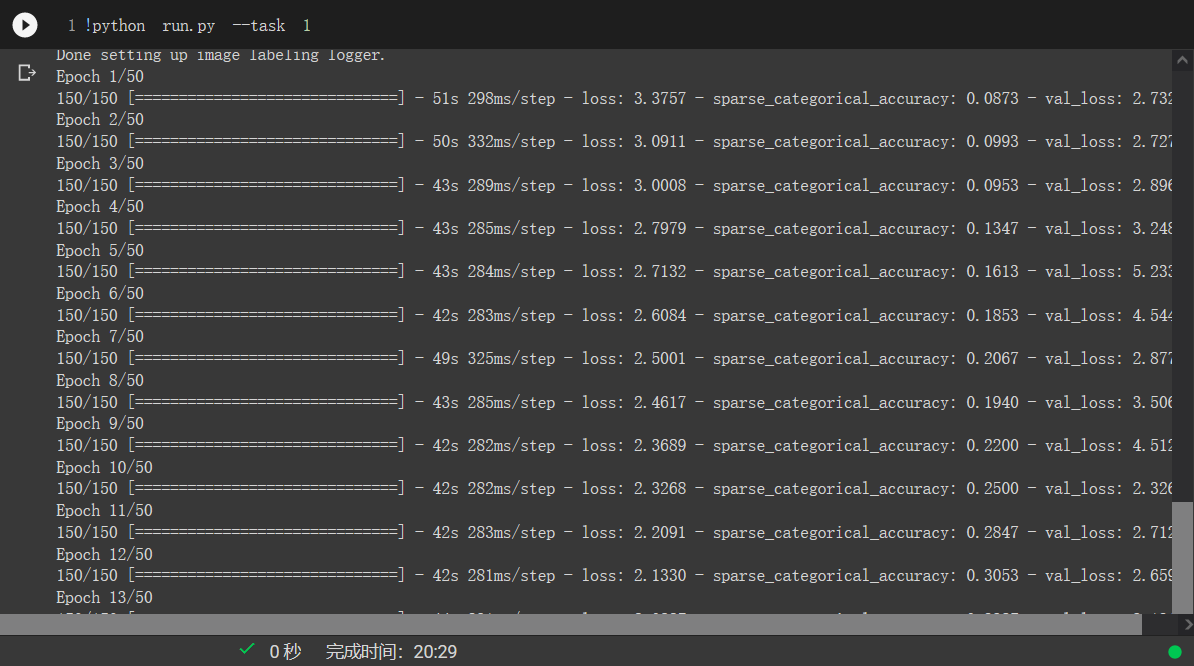 1 !python run.py --task 1
Done setting up image labeling logger.
Epoch 1/50
150/150 [==============================] - 51s 298ms/step - loss: 3.3757 - sparse_categorical_accuracy: 0.0873 - val_loss: 2.732
Epoch 2/50
150/150 [==============================] - 50s 332ms/step - loss: 3.0911 - sparse_categorical_accuracy: 0.0993 - val_loss: 2.727
Epoch 3/50
150/150 [==============================] - 43s 289ms/step - loss: 3.0008 - sparse_categorical_accuracy: 0.0953 - val_loss: 2.896
Epoch 4/50
150/150 [==============================] - 43s 285ms/step - loss: 2.7979 - sparse_categorical_accuracy: 0.1347 - val_loss: 3.248
Epoch 5/50
150/150 [==============================] - 43s 284ms/step - loss: 2.7132 - sparse_categorical_accuracy: 0.1613 - val_loss: 5.233
Epoch 6/50
150/150 [==============================] - 42s 283ms/step - loss: 2.6084 - sparse_categorical_accuracy: 0.1853 - val_loss: 4.544
Epoch 7/50
150/150 [==============================] - 49s 325ms/step - loss: 2.5001 - sparse_categorical_accuracy: 0.2067 - val_loss: 2.877
Epoch 8/50
150/150 [==============================] - 43s 285ms/step - loss: 2.4617 - sparse_categorical_accuracy: 0.1940 - val_loss: 3.506
Epoch 9/50
150/150 [==============================] - 42s 282ms/step - loss: 2.3689 - sparse_categorical_accuracy: 0.2200 - val_loss: 4.512
Epoch 10/50
150/150 [==============================] - 42s 282ms/step - loss: 2.3268 - sparse_categorical_accuracy: 0.2500 - val_loss: 2.326
Epoch 11/50
150/150 [==============================] - 42s 283ms/step - loss: 2.2091 - sparse_categorical_accuracy: 0.2847 - val_loss: 2.712
Epoch 12/50
150/150 [==============================] - 42s 281ms/step - loss: 2.1330 - sparse_categorical_accuracy: 0.3053 - val_loss: 2.659
Epoch 13/50
0 秒 完成时间: 20:29